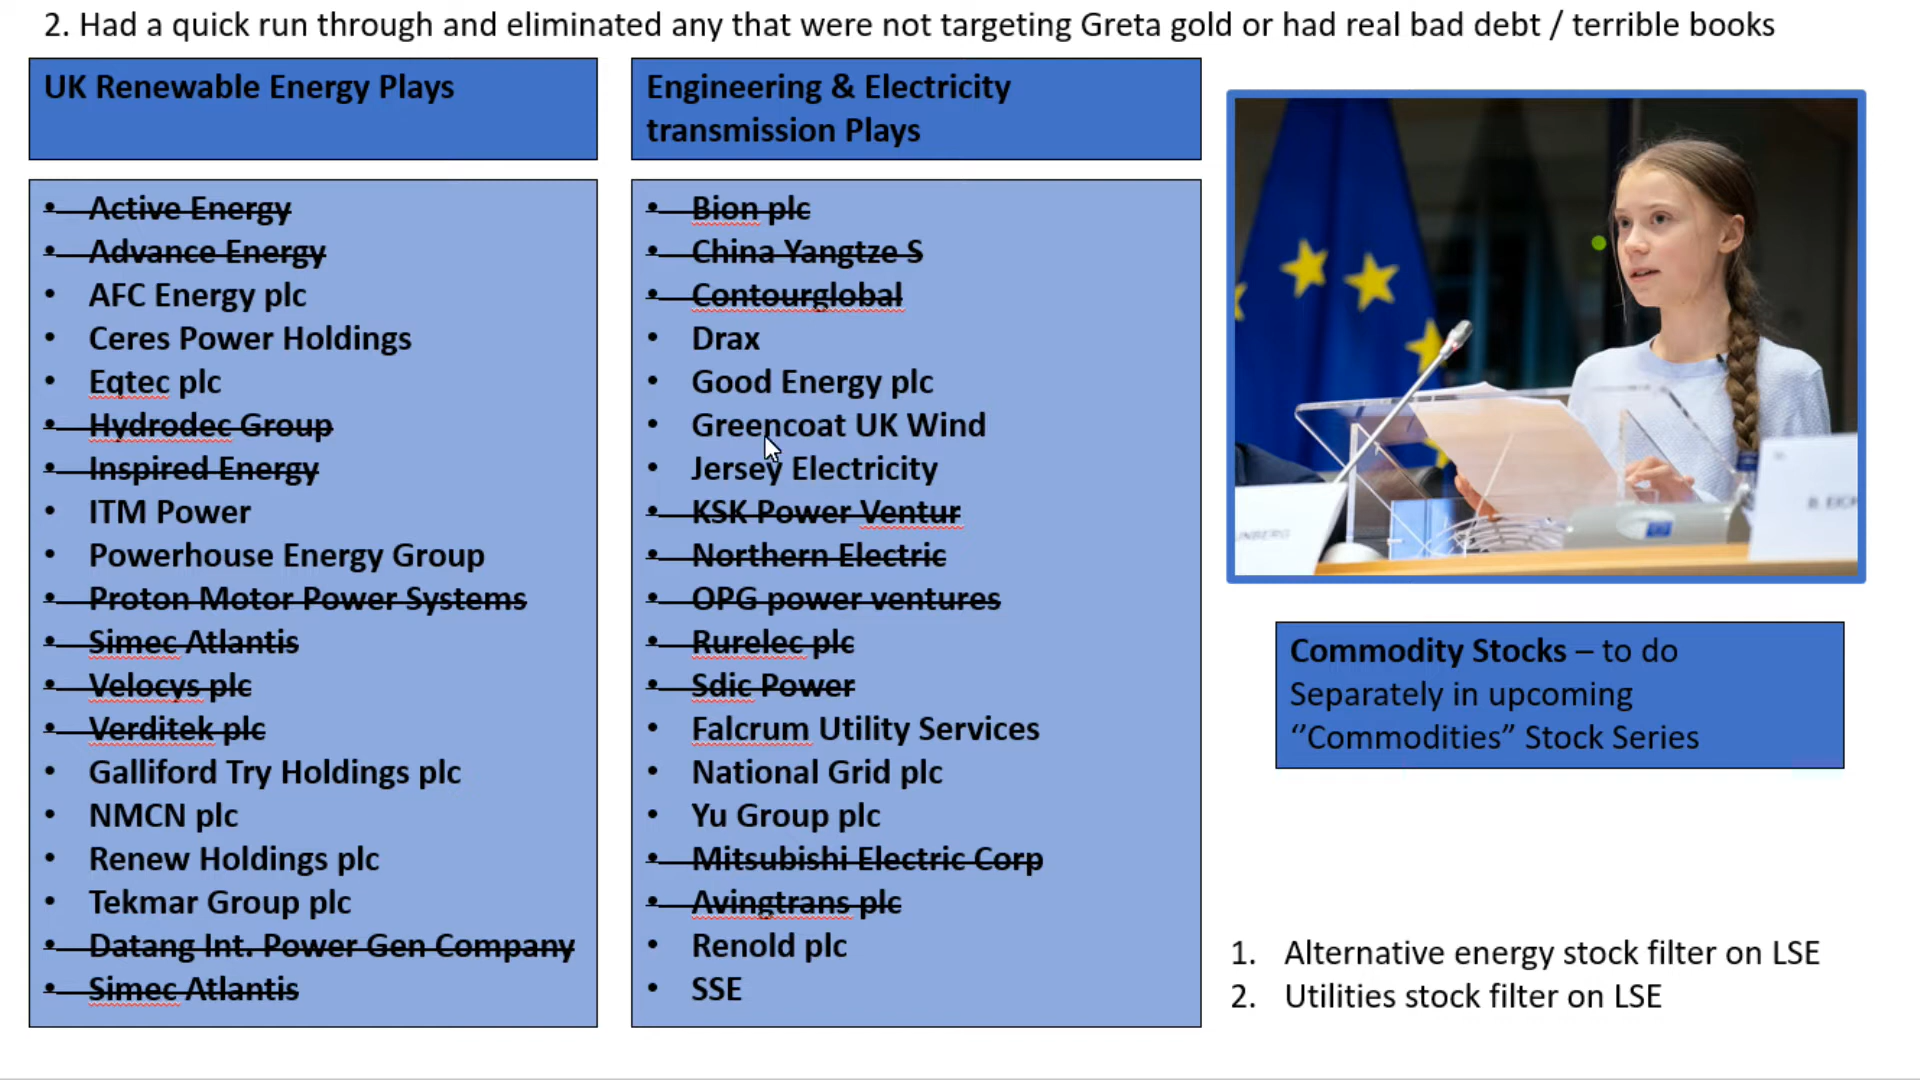 2. Had a quick run through and eliminated any that were not targeting Greta gold or had real bad debt / terrible books
UK Renewable Energy Plays
• Active Energy
• Advance Energy
• AFC Energy plc
• Ceres Power Holdings
• Eqtec plc
• Hydrodec Group
• Inspired Energy
• ITM Power
• Powerhouse Energy Group
• Proton Motor Power Systems
• Simec Atlantis
• Velocys plc
• Verditek plc
• Galliford Try Holdings plc
• NMCN plc
• Renew Holdings plc
• Tekmar Group plc
• Datang Int. Power Gen Company
• Simec Atlantis
Engineering & Electricity
transmission Plays
• Bion plc
• China Yangtze S
• Contourglobal
• Drax
• Good Energy plc
• Greencoat UK Wind
• Jersey Electricity
• KSK Power Ventur
• Northern Electric
• OPG power ventures
• Rurelec plc
• Sdic Power
• Falcrum Utility Services
• National Grid plc
• Yu Group plc
• Mitsubishi Electric Corp
• Avingtrans plc
• Renold plc
• SSE
Commodity Stocks – to do
Separately in upcoming
‘’Commodities” Stock Series
1. Alternative energy stock filter on LSE
2. Utilities stock filter on LSE